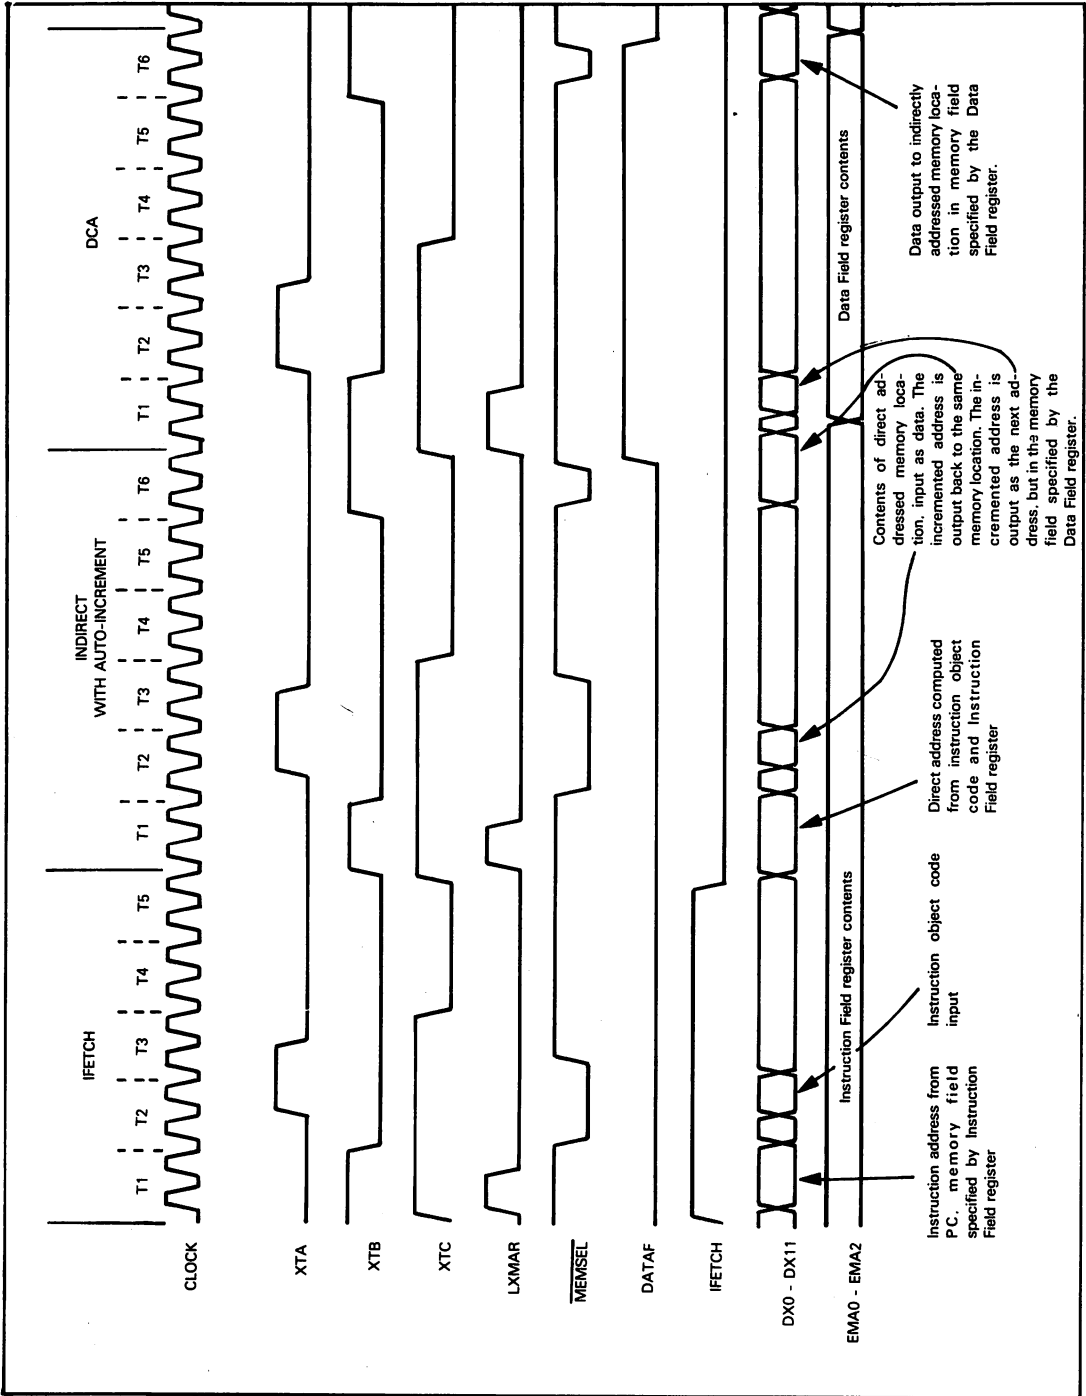 IFETCH
INDIRECT
WITH AUTO-INCREMENT
DCA
T1
T2
T3
T4
T5
T1
T2
T3
T4
T5
T6
T1
T2
T3
T4
T5
T6
CLOCK
XTA
XTB
XTC
LXMAR
MEMSEL
DATAF
IFETCH
DX0 - DX11
EMA0 - EMA2
Instruction Field register contents
Data Field register contents
Instruction address from
PC, memory field
specified by Instruction
Field register
Instruction object code
input
Direct address computed
from instruction object
code and Instruction
Field register
Contents of direct ad-
dressed memory loca-
tion, input as data. The
incremented address is
output back to the same
memory location. The in-
cremented address is
output as the next ad-
dress, but in the memory
field specified by the
Data Field register.
Data output to indirectly
addressed memory loca-
tion in memory field
specified by the Data
Field register.